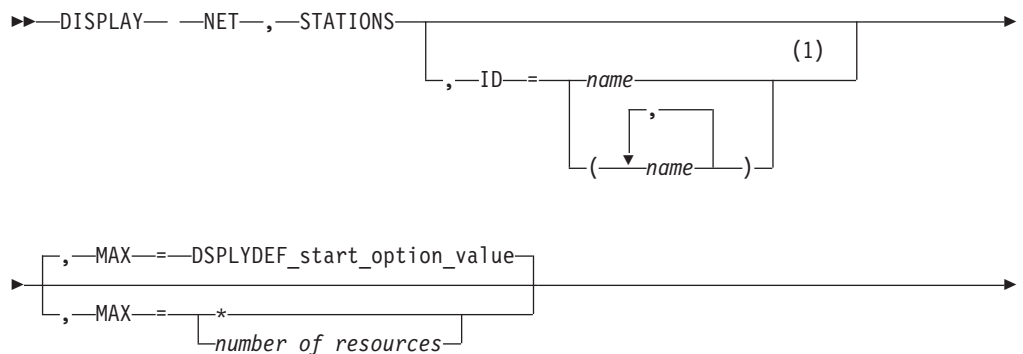 DISPLAY NET , STATIONS
(1)
, ID = name
,
( name )
, MAX = DSPLYDEF_start_option_value
, MAX = *
number of resources